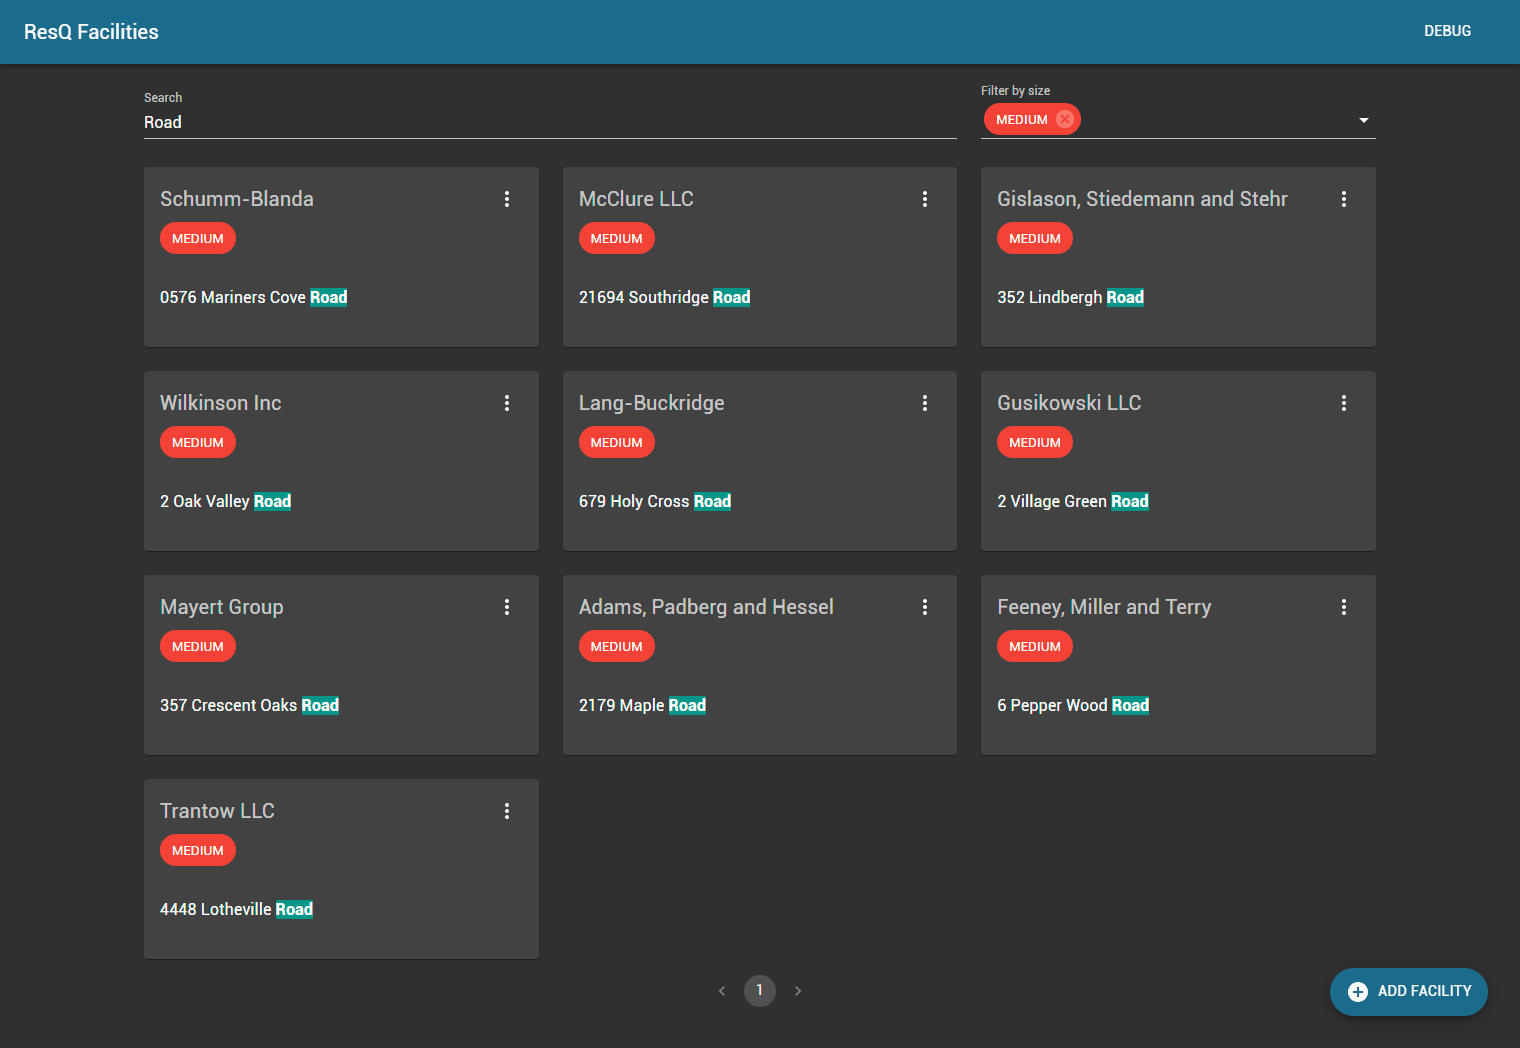 ResQ Facilities
DEBUG
Search
Road
Filter by size
MEDIUM
Schumm-Blanda
MEDIUM
0576 Mariners Cove Road
McClure LLC
MEDIUM
21694 Southridge Road
Gislason, Stiedemann and Stehr
MEDIUM
352 Lindbergh Road
Wilkinson Inc
MEDIUM
2 Oak Valley Road
Lang-Buckridge
MEDIUM
679 Holy Cross Road
Gusikowski LLC
MEDIUM
2 Village Green Road
Mayert Group
MEDIUM
357 Crescent Oaks Road
Adams, Padberg and Hessel
MEDIUM
2179 Maple Road
Feeney, Miller and Terry
MEDIUM
6 Pepper Wood Road
Trantow LLC
MEDIUM
4448 Lotheville Road
1
ADD FACILITY